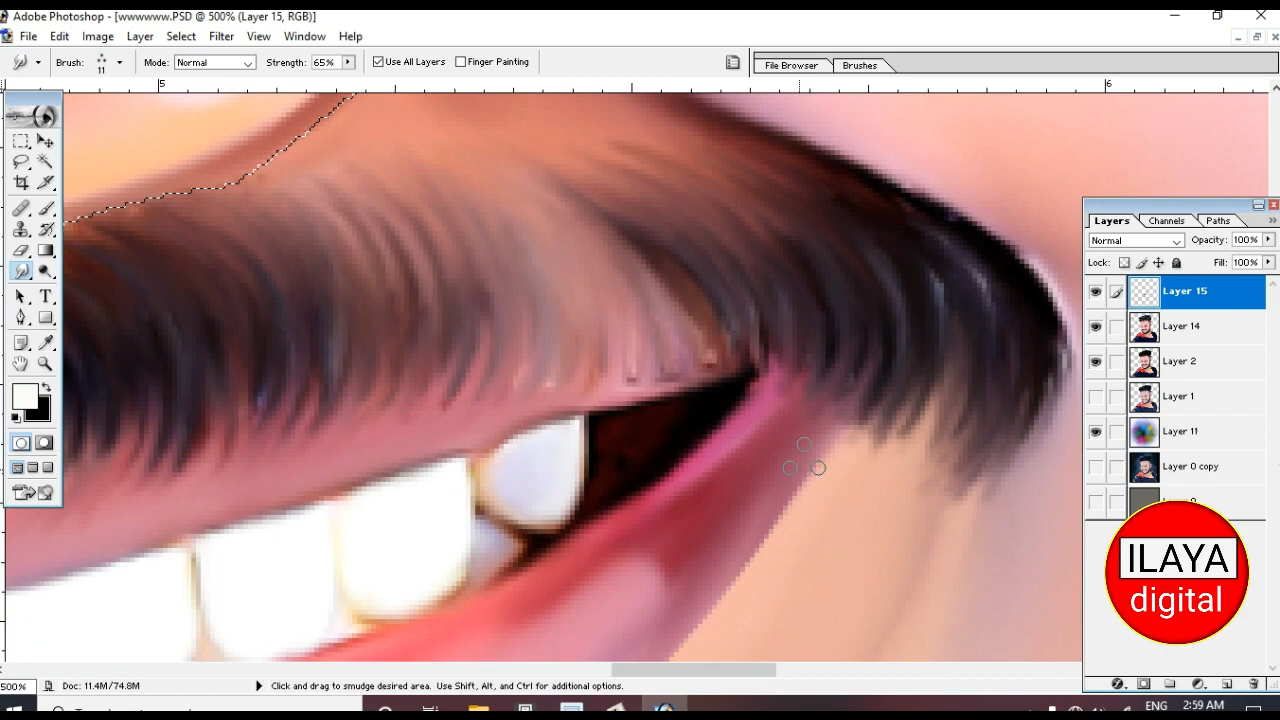 Adobe Photoshop - [wwwwww.PSD @ 500% (Layer 15, RGB)]
File Edit Image Layer Select Filter View Window Help
Brush: 11 Mode: Normal Strength: 65% Use All Layers Finger Painting File Browser Brushes
5 6
Layers Channels Paths
Normal Opacity: 100%
Lock: Fill: 100%
Layer 15
Layer 14
Layer 2
Layer 1
Layer 11
Layer 0 copy
ILAYA
digital
500% Doc: 11.4M/74.8M Click and drag to smudge desired area. Use Shift, Alt, and Ctrl for additional options.
ENG 2:59 AM